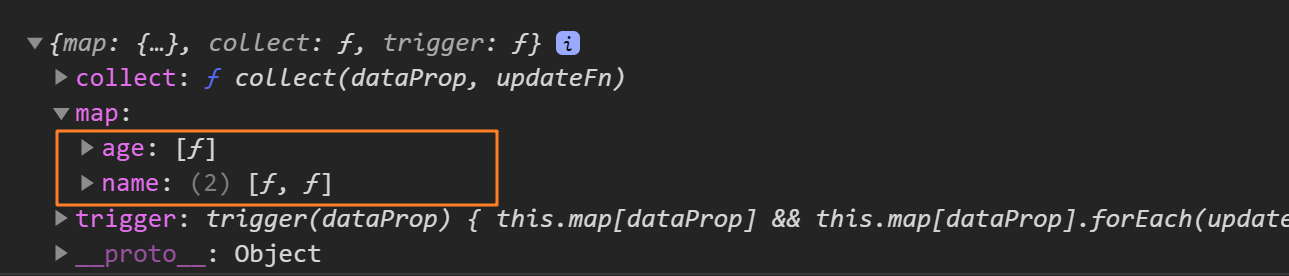 ▼{map: {…}, collect: ƒ, trigger: ƒ} i
▶collect: ƒ collect(dataProp, updateFn)
▼map:
▶age: [ƒ]
▶name: (2) [ƒ, ƒ]
▶trigger: trigger(dataProp) { this.map[dataProp] && this.map[dataProp].forEach(update
▶__proto__: Object